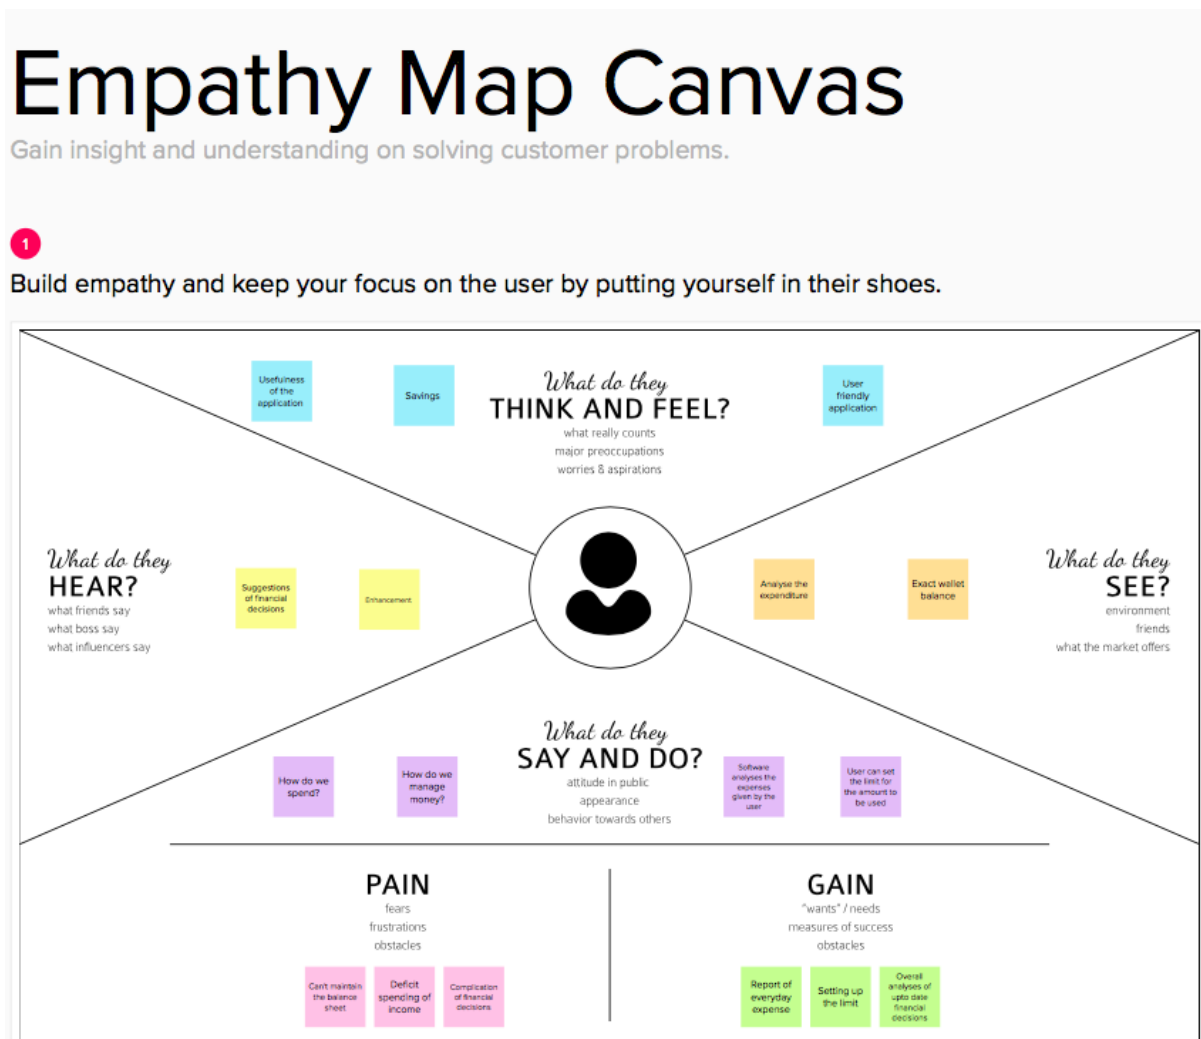 Empathy Map Canvas
Gain insight and understanding on solving customer problems.
1
Build empathy and keep your focus on the user by putting yourself in their shoes.
Usefulness
of the
application
Savings
What do they
THINK AND FEEL?
what really counts
major preoccupations
worries & aspirations
User
friendly
application
What do they
HEAR?
what friends say
what boss say
what influencers say
Suggestions
of financial
decisions
Enhancement
Analyse the
expenditure
Exact wallet
balance
What do they
SEE?
environment
friends
what the market offers
What do they
SAY AND DO?
attitude in public
appearance
behavior towards others
How do we
spend?
How do we
manage
money?
Software
analyses the
expenses
given by the
user
User can set
the limit for
the amount to
be used
PAIN
fears
frustrations
obstacles
Can't maintain
the balance
sheet
Deficit
spending of
income
Complication
of financial
decisions
GAIN
"wants" / needs
measures of success
obstacles
Report of
everyday
expense
Setting up
the limit
Overall
analyses of
upto date
financial
decisions